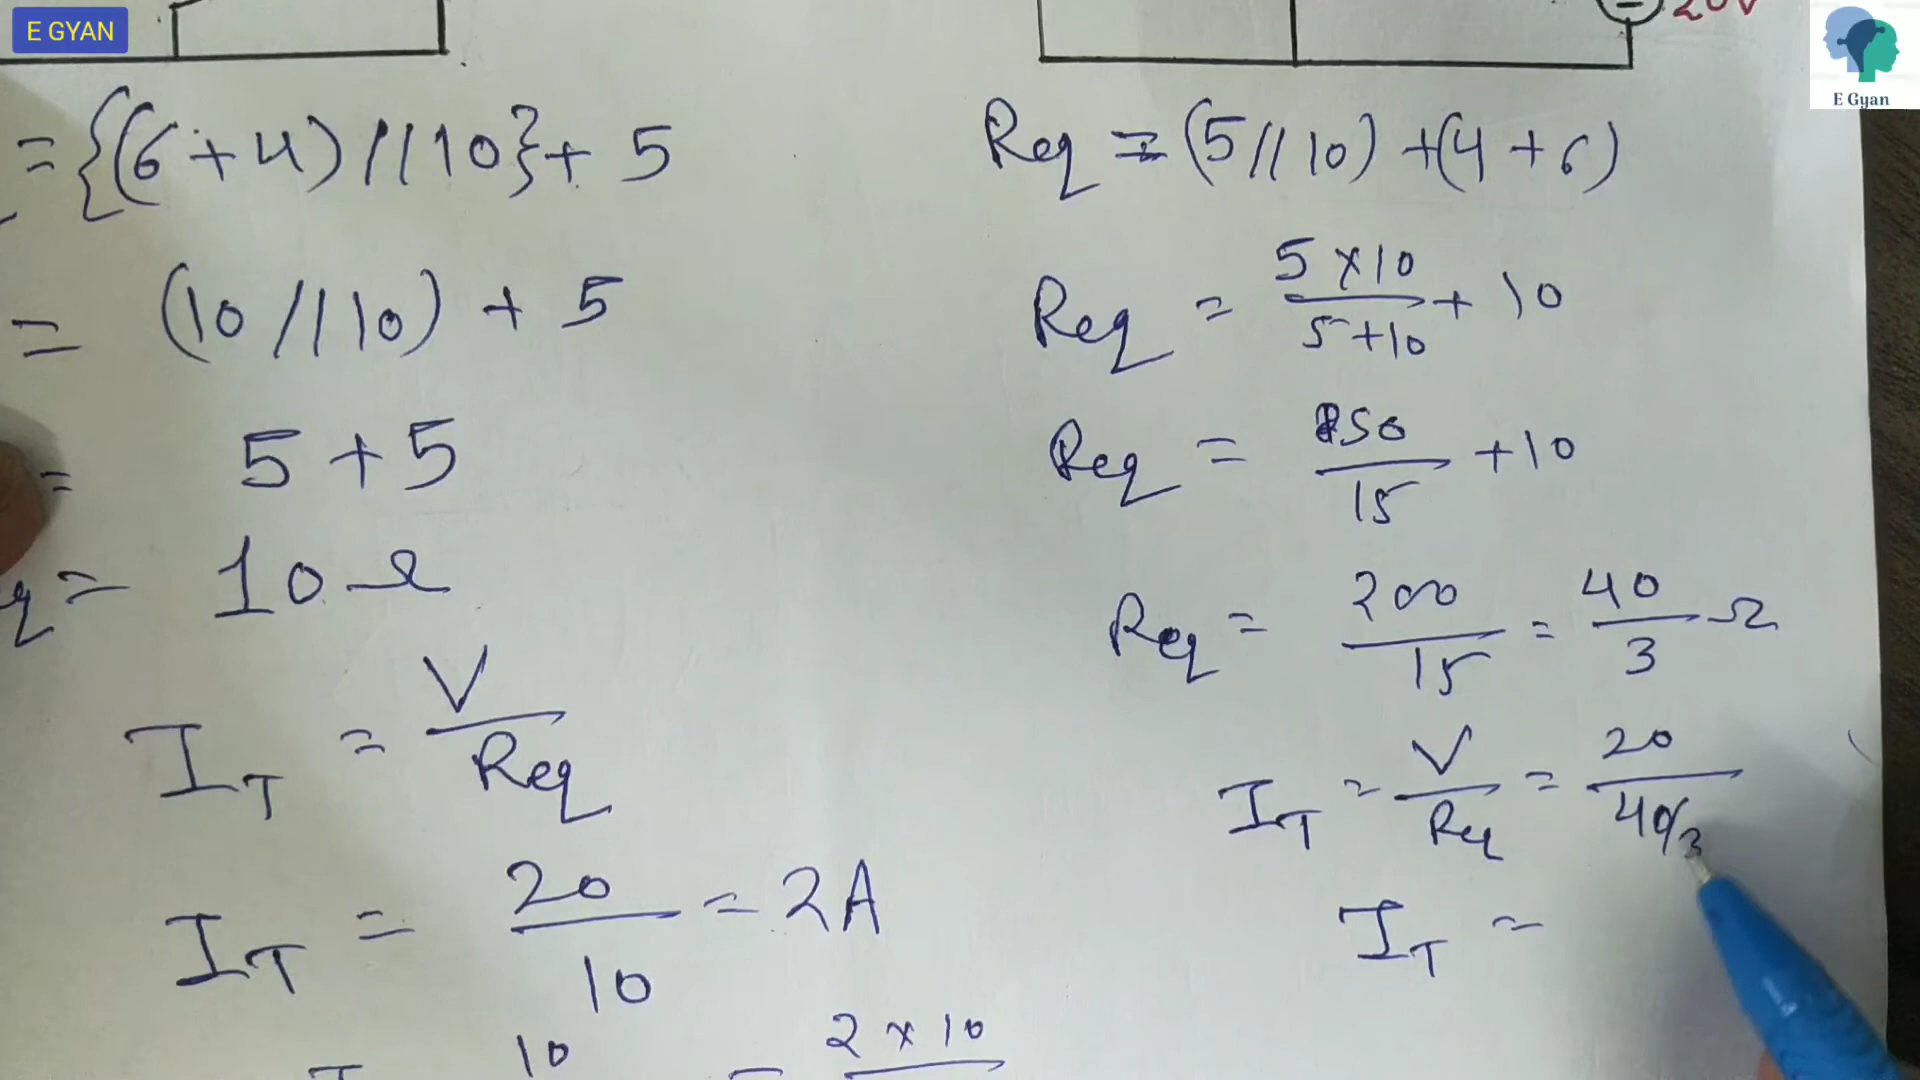 E GYAN
20V
E Gyan
= {(6+4) // 10} + 5
= (10 // 10) + 5
= 5 + 5
q = 10 Ω
I_T = V / Req
I_T = 20 / 10 = 2A
10
2 × 10
Req = (5 // 10) + (4 + 6)
Req = 5 × 10 / 5 + 10 + 10
Req = 50 / 15 + 10
Req = 200 / 15 = 40 / 3 Ω
I_T = V / Req = 20 / 40/3
I_T =